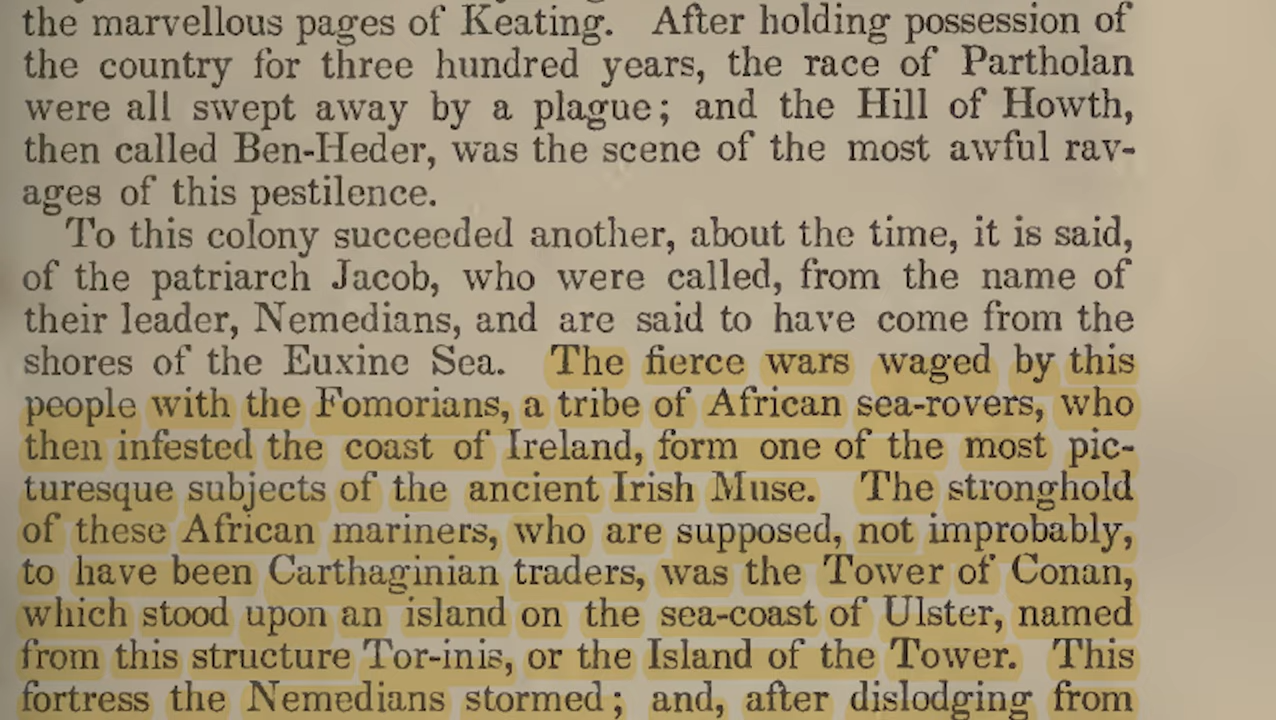 the marvellous pages of Keating. After holding possession of
the country for three hundred years, the race of Partholan
were all swept away by a plague; and the Hill of Howth,
then called Ben-Heder, was the scene of the most awful rav-
ages of this pestilence.
To this colony succeeded another, about the time, it is said,
of the patriarch Jacob, who were called, from the name of
their leader, Nemedians, and are said to have come from the
shores of the Euxine Sea. The fierce wars waged by this
people with the Fomorians, a tribe of African sea-rovers, who
then infested the coast of Ireland, form one of the most pic-
turesque subjects of the ancient Irish Muse. The stronghold
of these African mariners, who are supposed, not improbably,
to have been Carthaginian traders, was the Tower of Conan,
which stood upon an island on the sea-coast of Ulster, named
from this structure Tor-inis, or the Island of the Tower. This
fortress the Nemedians stormed; and, after dislodging from